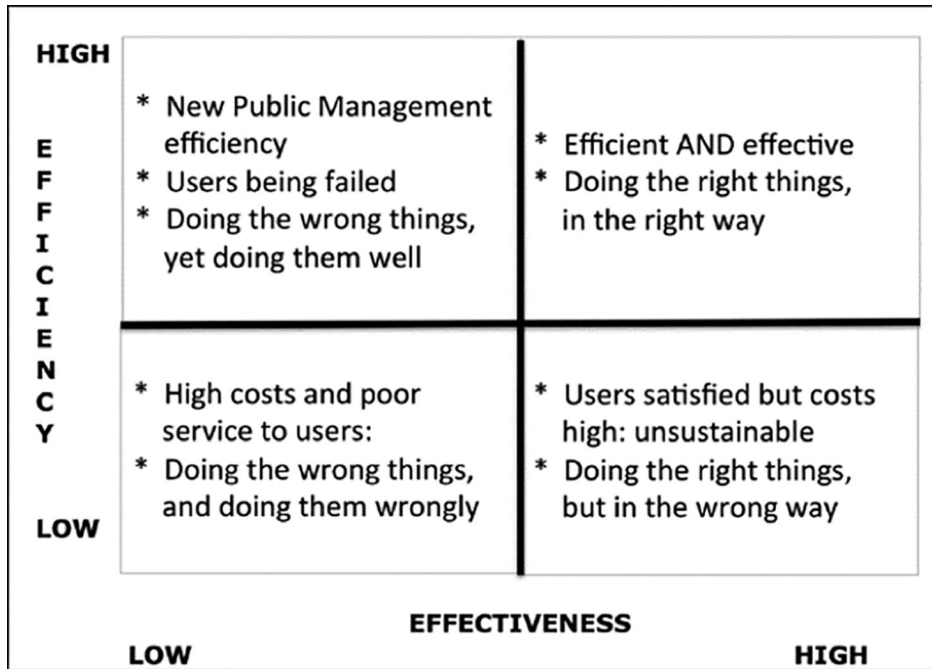 HIGH
EFFICIENCY
LOW
* New Public Management
efficiency
* Users being failed
* Doing the wrong things,
yet doing them well
* Efficient AND effective
* Doing the right things,
in the right way
* High costs and poor
service to users:
* Doing the wrong things,
and doing them wrongly
* Users satisfied but costs
high: unsustainable
* Doing the right things,
but in the wrong way
EFFECTIVENESS
LOW
HIGH